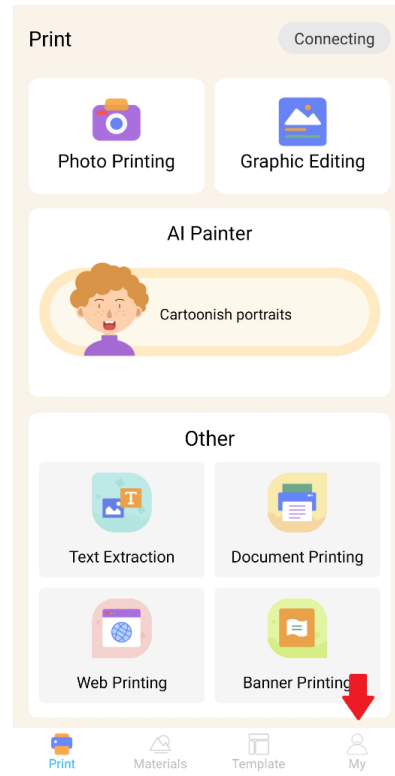 Print
Connecting
Photo Printing
Graphic Editing
AI Painter
Cartoonish portraits
Other
T
Text Extraction
Document Printing
Web Printing
Banner Printing
Print
Materials
Template
My